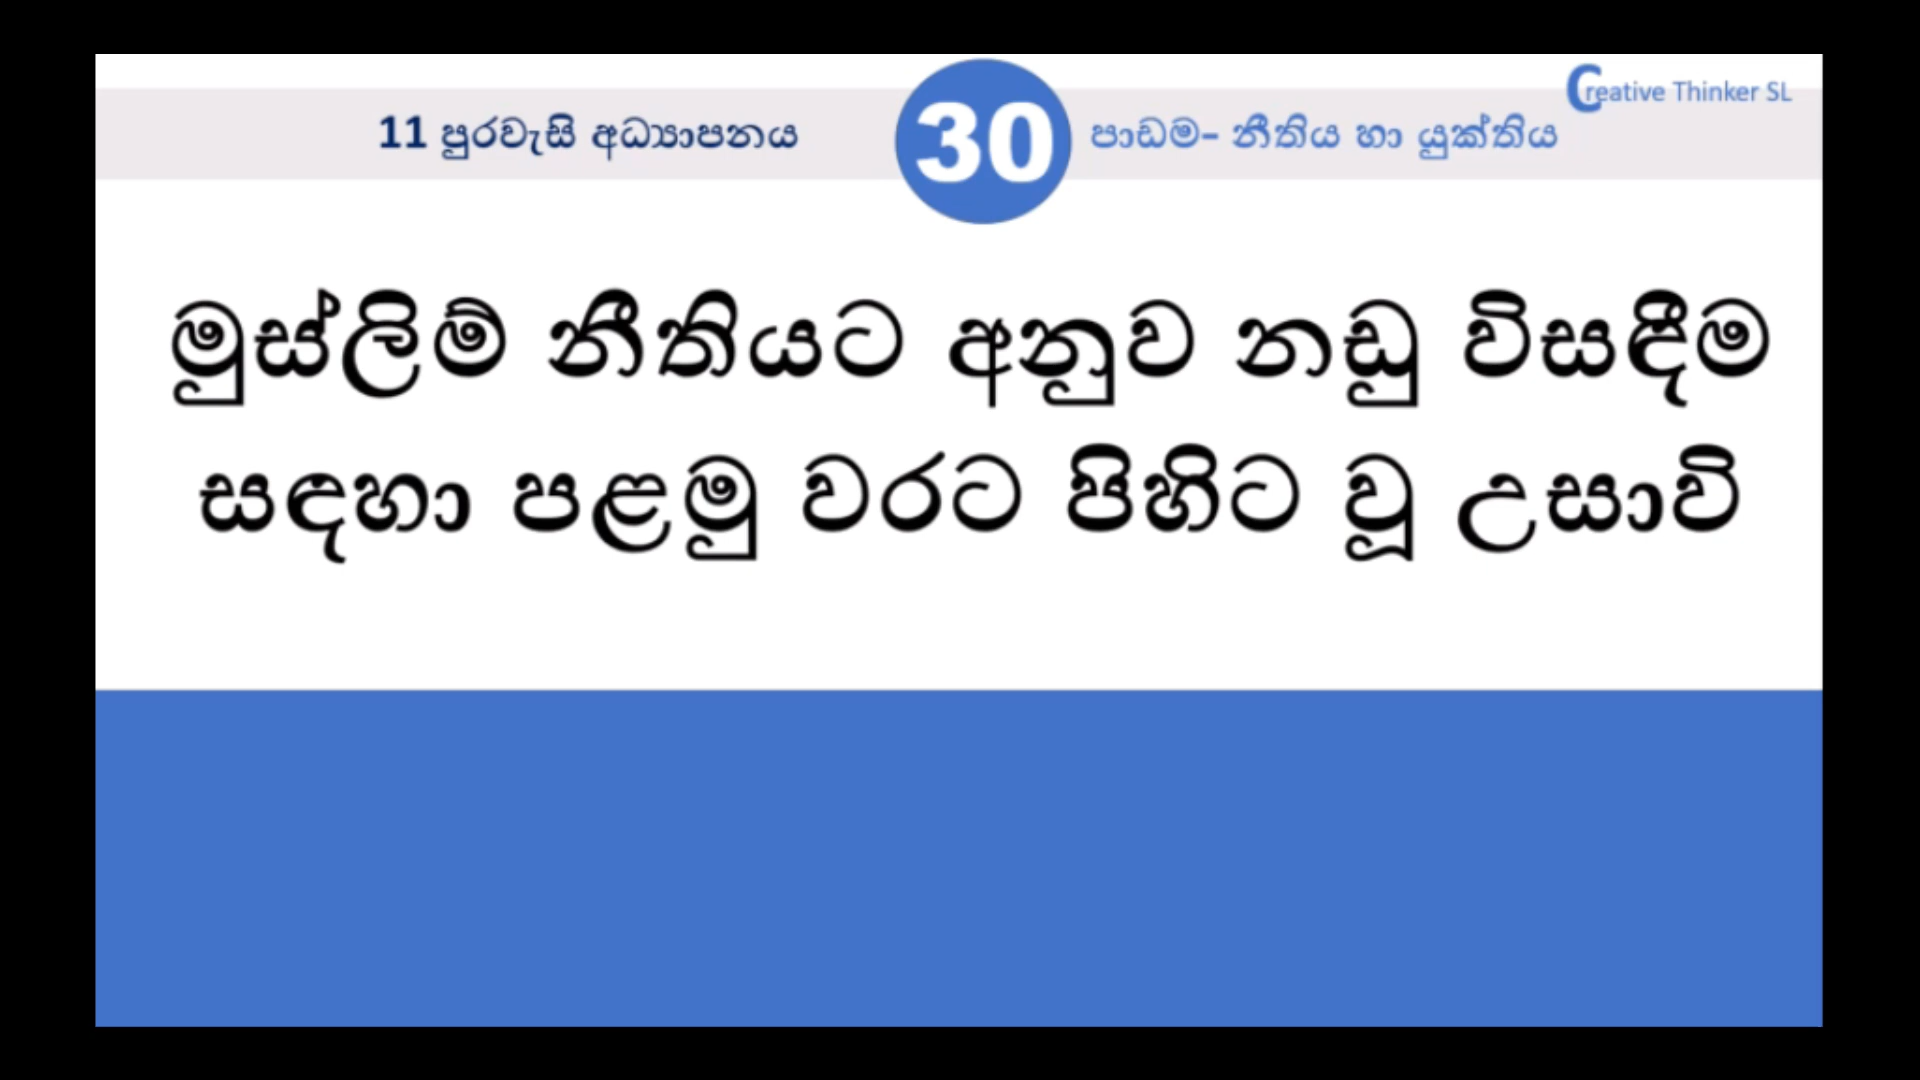 11 පුරවැසි අධ්‍යාපනය
30
පාඩම- නීතිය හා යුක්තිය
Creative Thinker SL
මුස්ලිම් නීතියට අනුව නඩු විසඳීම
සඳහා පළමු වරට පිහිට වූ උසාවි